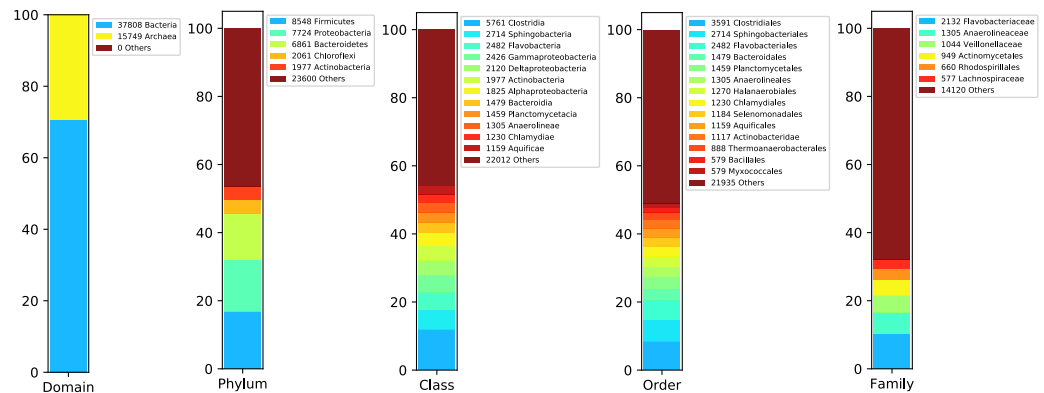 100
80
60
40
20
0
Domain
37808 Bacteria
15749 Archaea
0 Others
100
80
60
40
20
0
Phylum
8548 Firmicutes
7724 Proteobacteria
6861 Bacteroidetes
2061 Chloroflexi
1977 Actinobacteria
23600 Others
100
80
60
40
20
0
Class
5761 Clostridia
2714 Sphingobacteria
2482 Flavobacteria
2426 Gammaproteobacteria
2120 Deltaproteobacteria
1977 Actinobacteria
1825 Alphaproteobacteria
1479 Bacteroidia
1459 Planctomycetacia
1305 Anaerolineae
1230 Chlamydiae
1159 Aquificae
22012 Others
100
80
60
40
20
0
Order
3591 Clostridiales
2714 Sphingobacteriales
2482 Flavobacteriales
1479 Bacteroidales
1459 Planctomycetales
1305 Anaerolineales
1270 Halanaerobiales
1230 Chlamydiales
1184 Selenomonadales
1159 Aquificales
1117 Actinobacteridae
888 Thermoanaerobacterales
579 Bacillales
579 Myxococcales
21935 Others
100
80
60
40
20
0
Family
2132 Flavobacteriaceae
1305 Anaerolineaceae
1044 Veillonellaceae
949 Actinomycetales
660 Rhodospirillales
577 Lachnospiraceae
14120 Others